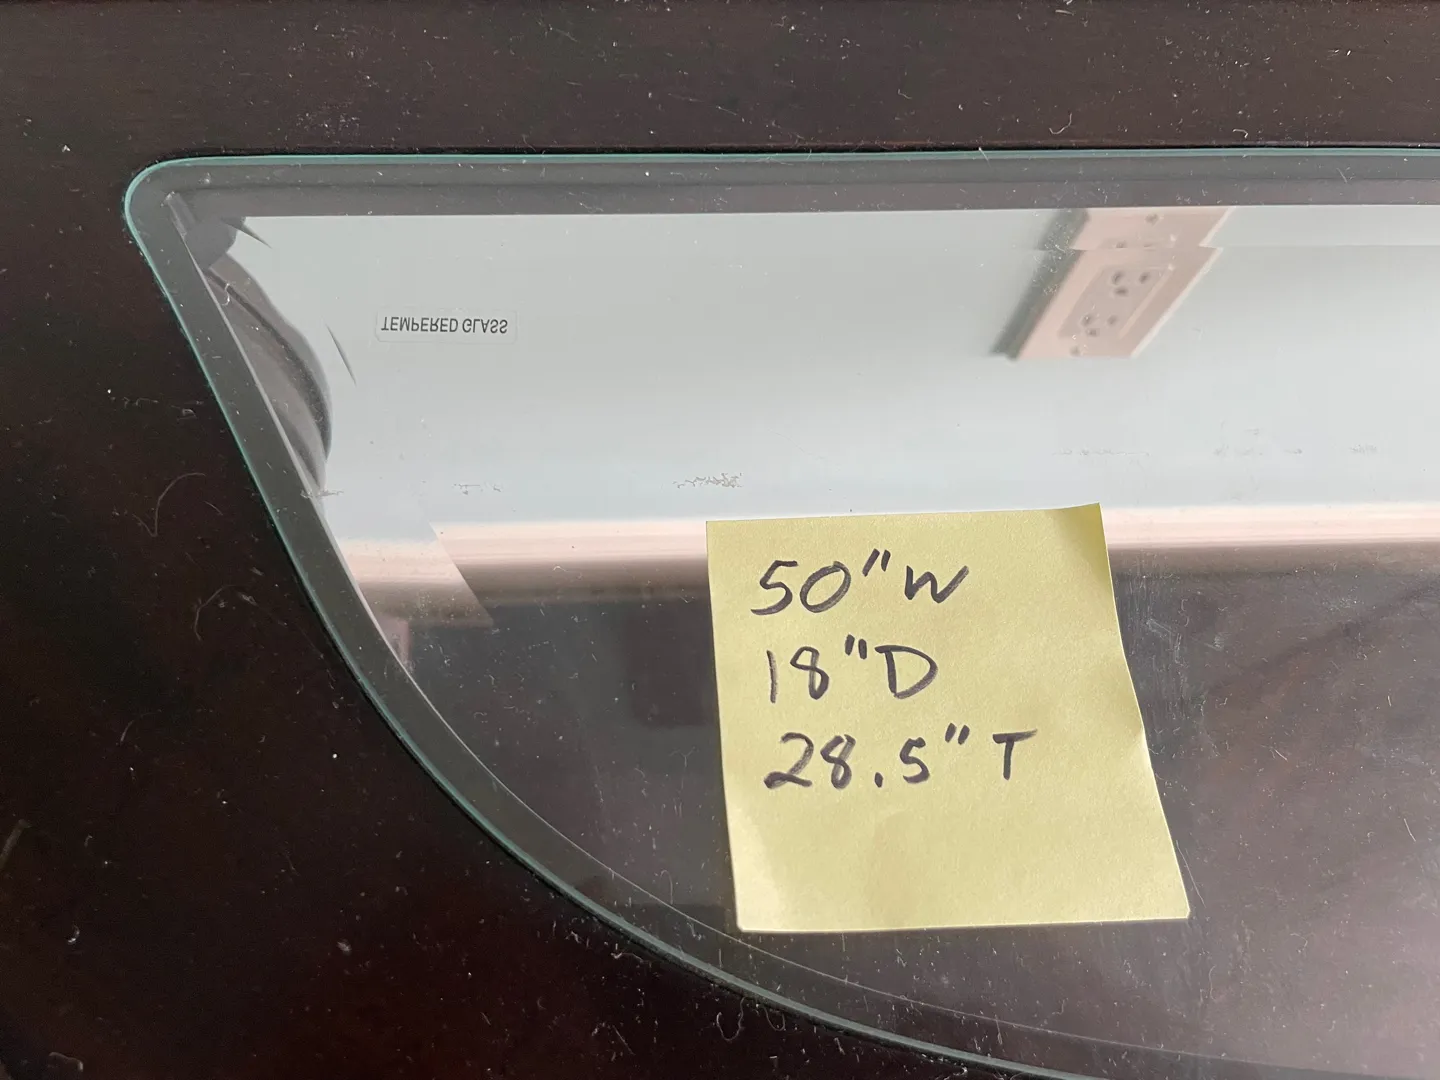 TEMPERED GLASS
50" W
18" D
28.5" T